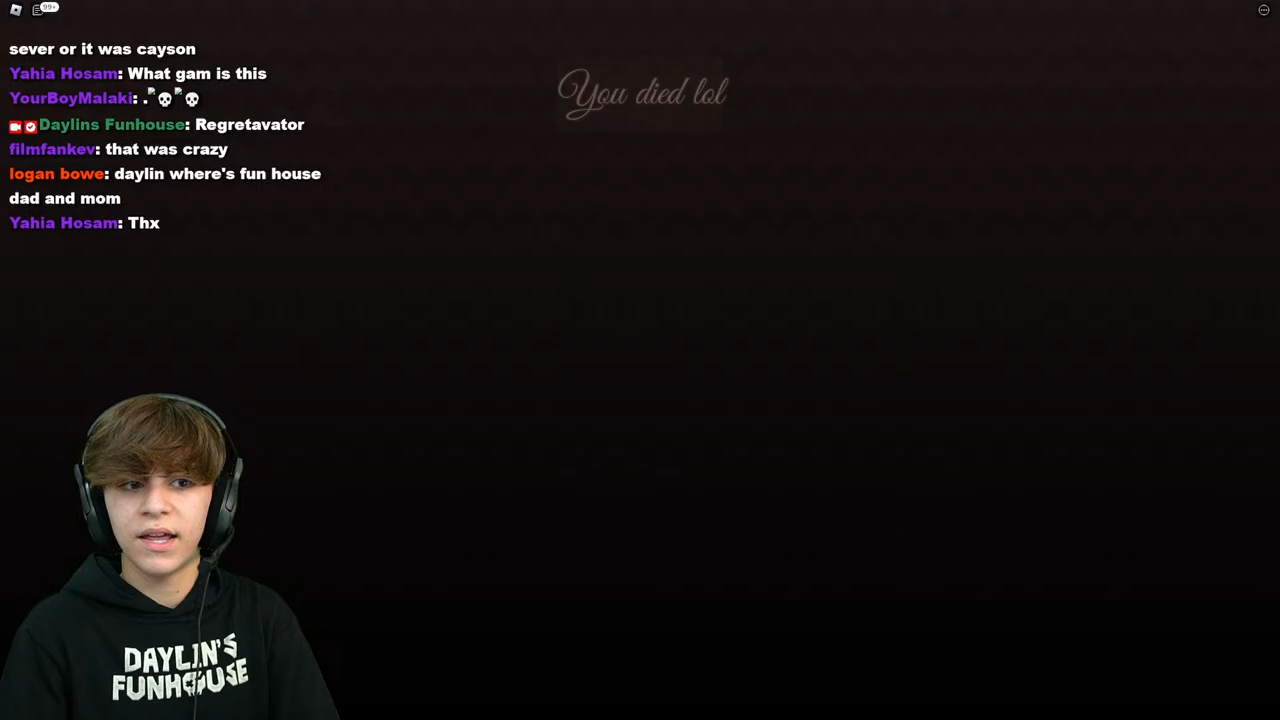 99+
sever or it was cayson
Yahia Hosam: What gam is this
YourBoyMalaki: .💀💀
Daylins Funhouse: Regretavator
filmfankev: that was crazy
logan bowe: daylin where's fun house
dad and mom
Yahia Hosam: Thx
You died lol
DAYLIN'S
FUNHOUSE